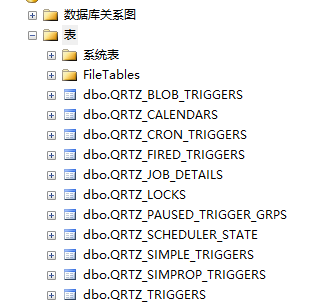 数据库关系图
表
系统表
FileTables
dbo.QRTZ_BLOB_TRIGGERS
dbo.QRTZ_CALENDARS
dbo.QRTZ_CRON_TRIGGERS
dbo.QRTZ_FIRED_TRIGGERS
dbo.QRTZ_JOB_DETAILS
dbo.QRTZ_LOCKS
dbo.QRTZ_PAUSED_TRIGGER_GRPS
dbo.QRTZ_SCHEDULER_STATE
dbo.QRTZ_SIMPLE_TRIGGERS
dbo.QRTZ_SIMPROP_TRIGGERS
dbo.QRTZ_TRIGGERS